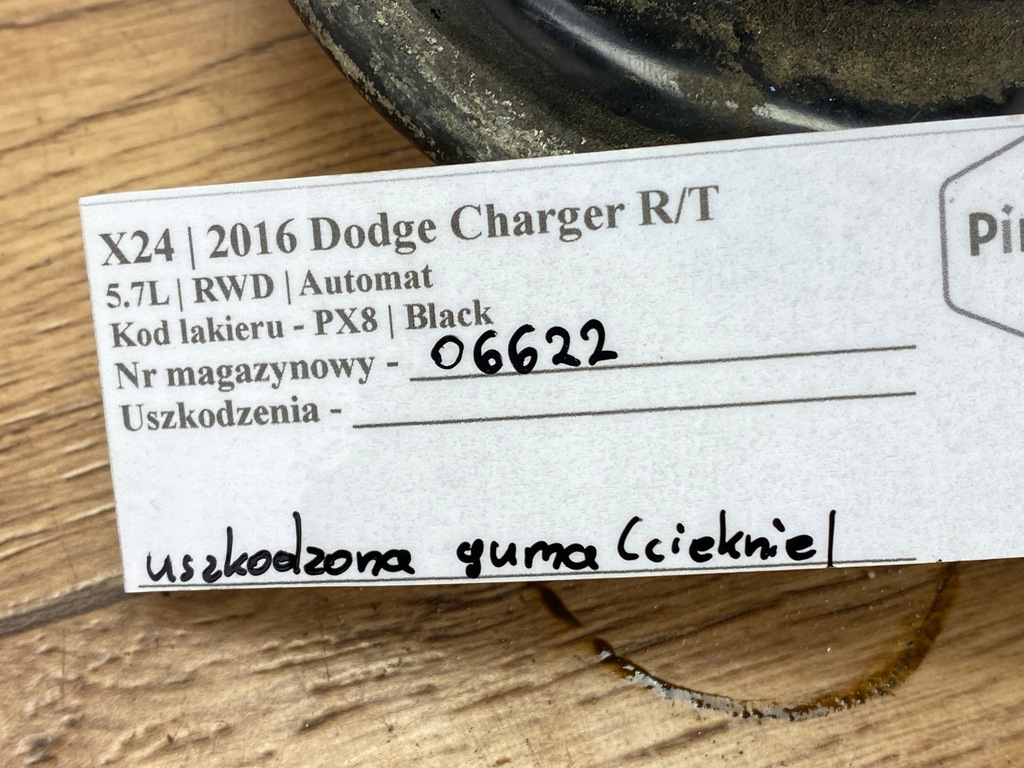 X24 | 2016 Dodge Charger R/T
5.7L | RWD | Automat
Kod lakieru - PX8 | Black
Nr magazynowy - 06622
Uszkodzenia -
uszkodzona guma (cieknie)
Pi